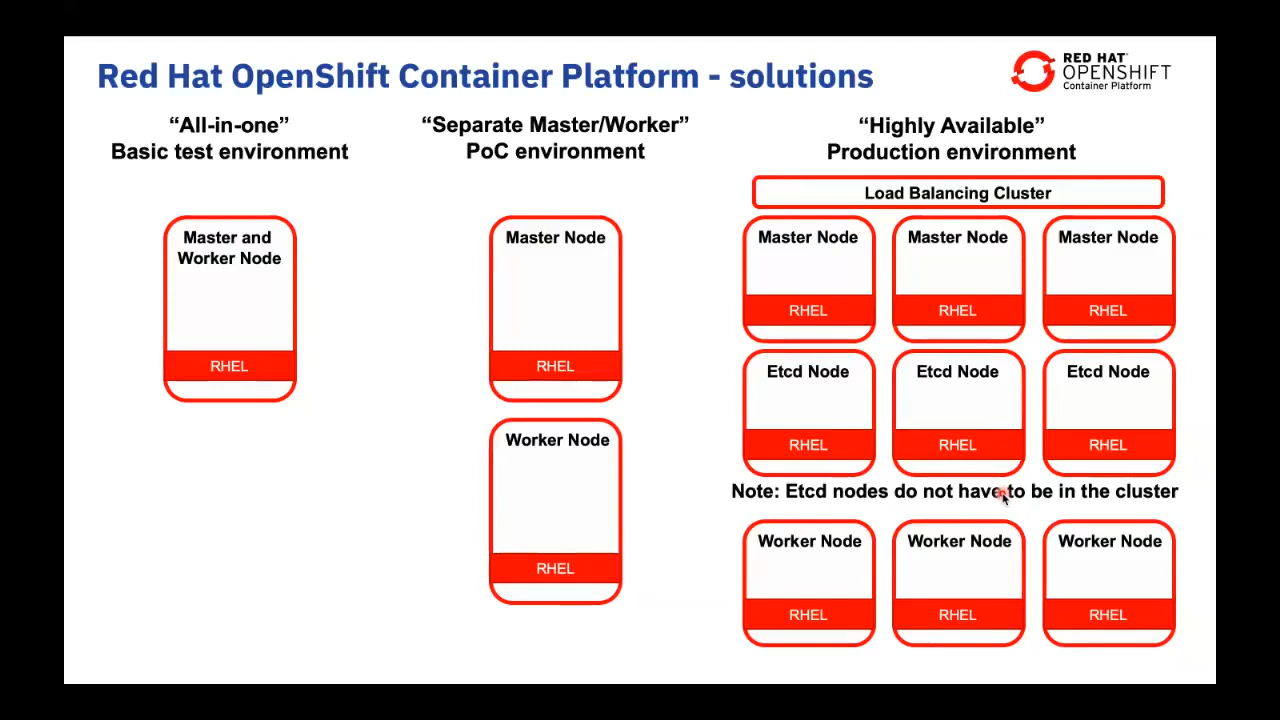 Red Hat OpenShift Container Platform - solutions
RED HAT
OPENSHIFT
Container Platform
“All-in-one”
Basic test environment
Master and
Worker Node
RHEL
“Separate Master/Worker”
PoC environment
Master Node
RHEL
Worker Node
RHEL
“Highly Available”
Production environment
Load Balancing Cluster
Master Node
Master Node
Master Node
RHEL
RHEL
RHEL
Etcd Node
Etcd Node
Etcd Node
RHEL
RHEL
RHEL
Note: Etcd nodes do not have to be in the cluster
Worker Node
Worker Node
Worker Node
RHEL
RHEL
RHEL